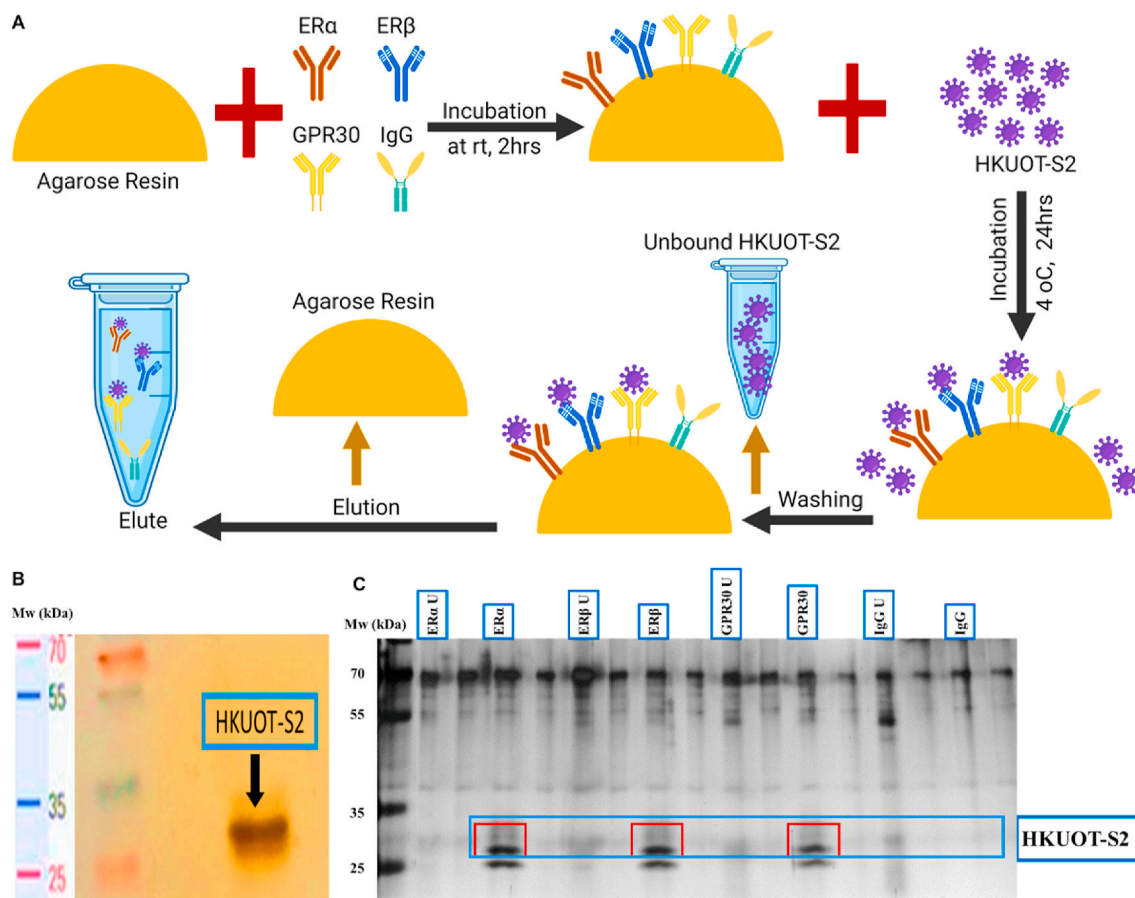 A
ERα ERβ
GPR30 IgG
Agarose Resin
Incubation
at rt, 2hrs
HKUOT-S2
Incubation
4 oC, 24hrs
Unbound HKUOT-S2
Agarose Resin
Washing
Elution
Elute
B
Mw (kDa)
70
55
35
25
HKUOT-S2
C
Mw (kDa)
ERα U
ERα
ERβ U
ERβ
GPR30 U
GPR30
IgG U
IgG
70
55
35
25
HKUOT-S2